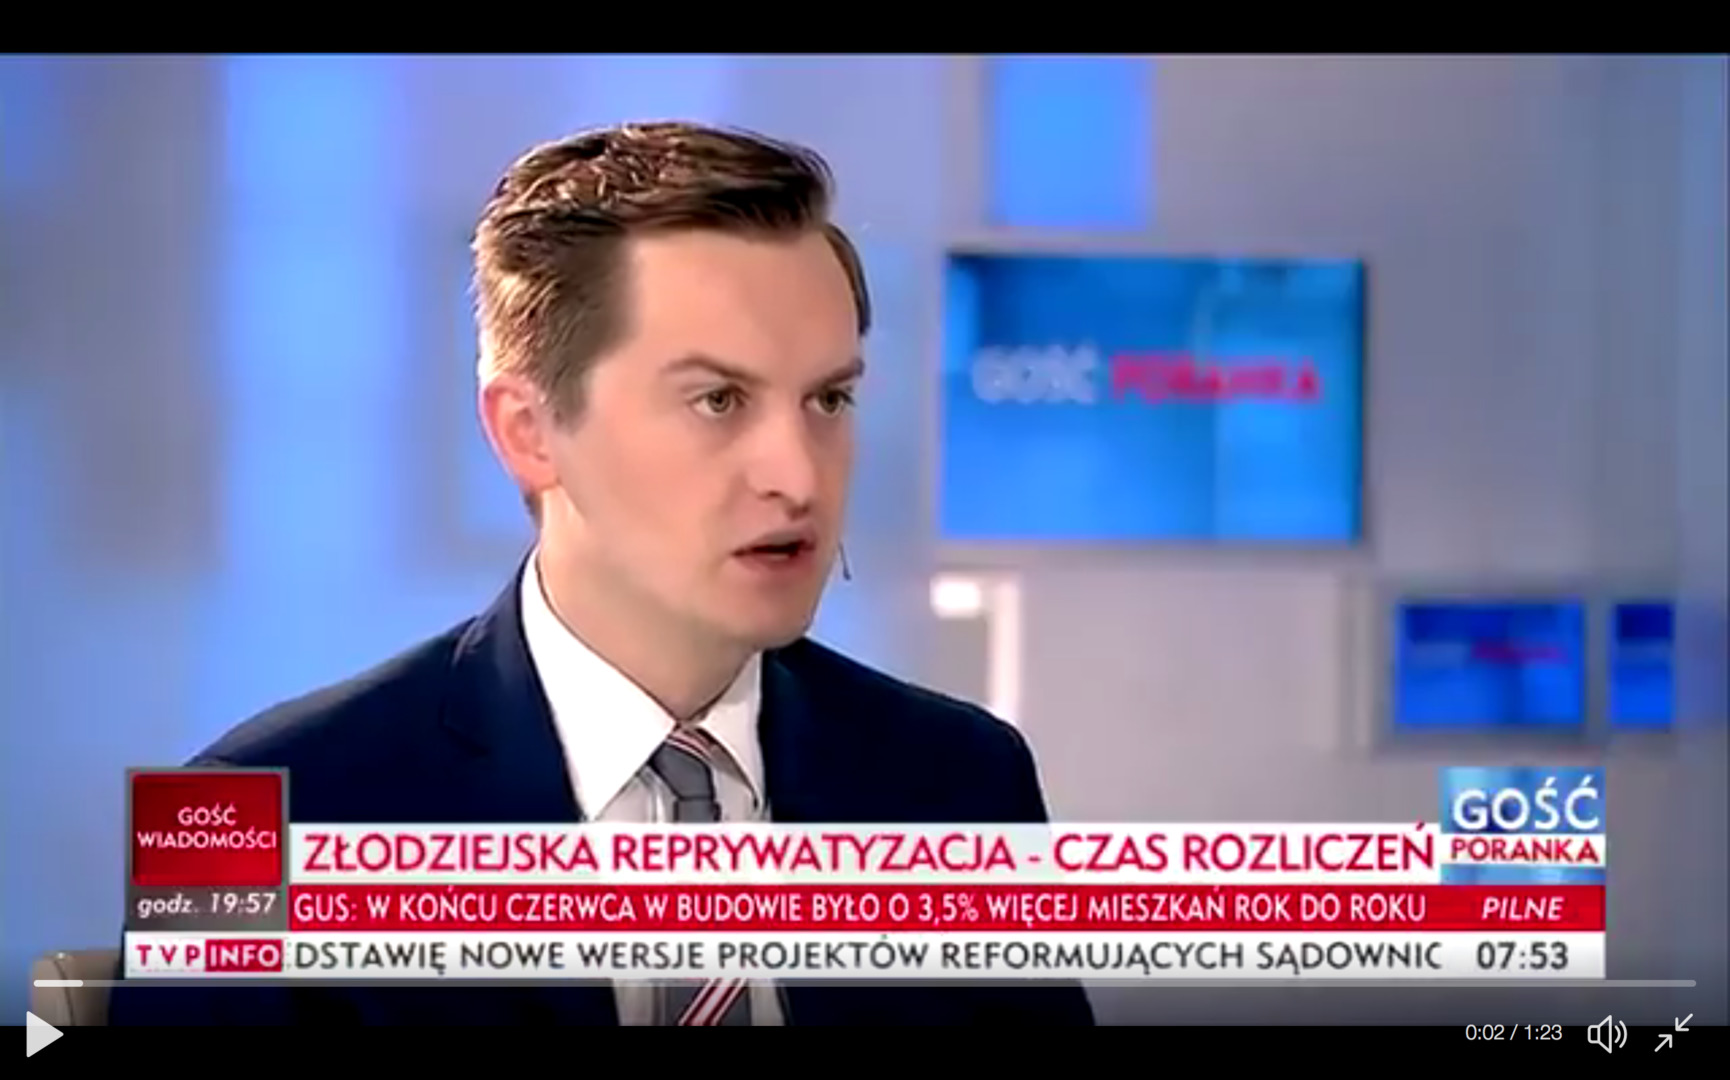 GOŚĆ PORANKA
GOŚĆ
WIADOMOŚCI
godz. 19:57
ZŁODZIEJSKA REPRYWATYZACJA - CZAS ROZLICZEŃ
GOŚĆ
PORANKA
GUS: W KOŃCU CZERWCA W BUDOWIE BYŁO O 3,5% WIĘCEJ MIESZKAŃ ROK DO ROKU
PILNE
TVP INFO
EDSTAWIĘ NOWE WERSJE PROJEKTÓW REFORMUJĄCYCH SĄDOWNIC
07:53
0:02 / 1:23